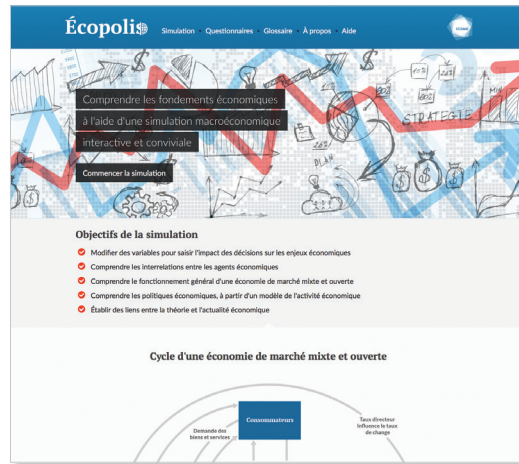 Écopolis
Simulation Questionnaires Glossaire À propos Aide
Comprendre les fondements économiques
à l'aide d'une simulation macroéconomique
interactive et conviviale
Commencer la simulation
STRATEGIE
PLAN
Objectifs de la simulation
Modifier des variables pour saisir l'impact des décisions sur les enjeux économiques
Comprendre les interrelations entre les agents économiques
Comprendre le fonctionnement général d'une économie de marché mixte et ouverte
Comprendre les politiques économiques, à partir d'un modèle de l'activité économique
Établir des liens entre la théorie et l'actualité économique
Cycle d'une économie de marché mixte et ouverte
Consommateurs
Demande des
biens et services
Taux directeur
influence le taux
de change